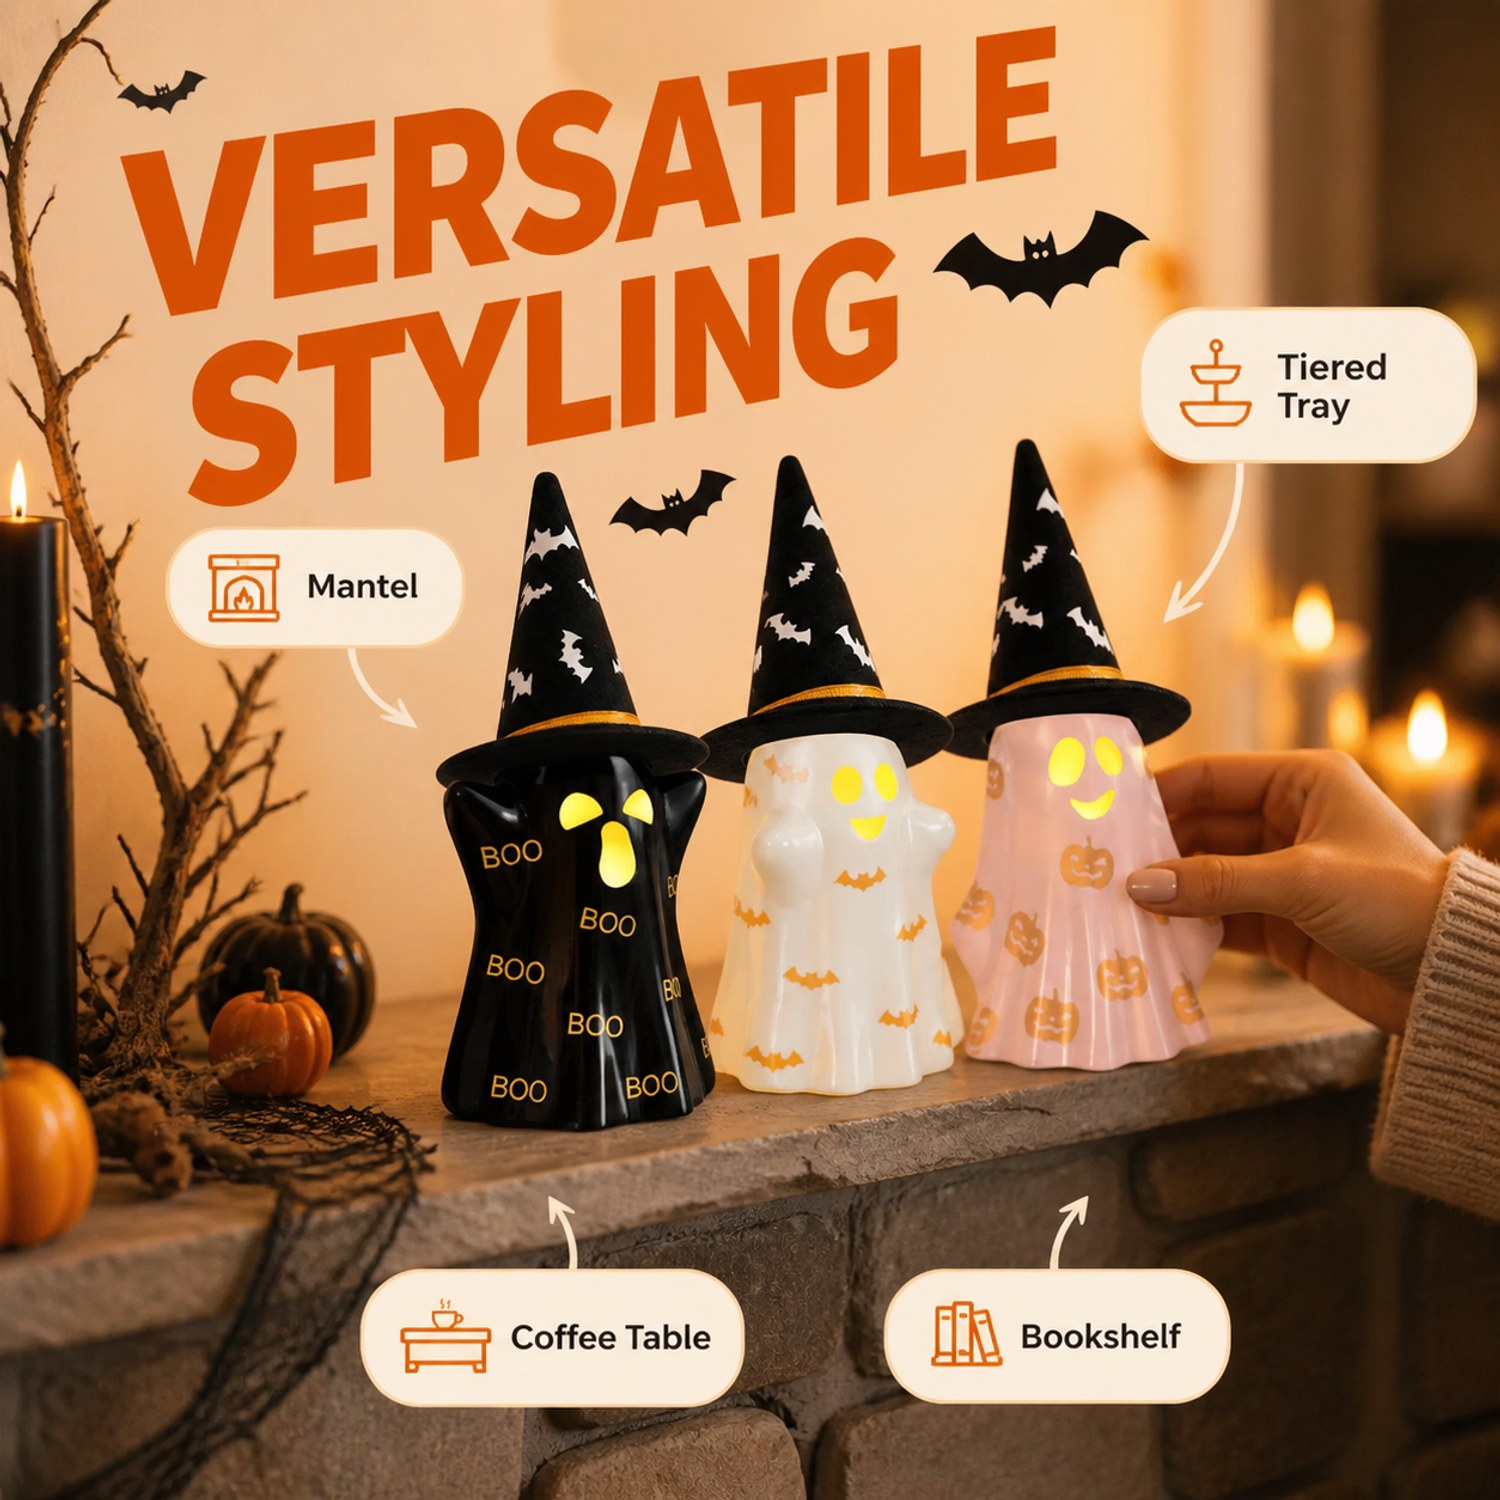 VERSATILE
STYLING
Tiered
Tray
Mantel
BOO
BOO
BOO
BOO
BOO
BOO
Coffee Table
Bookshelf